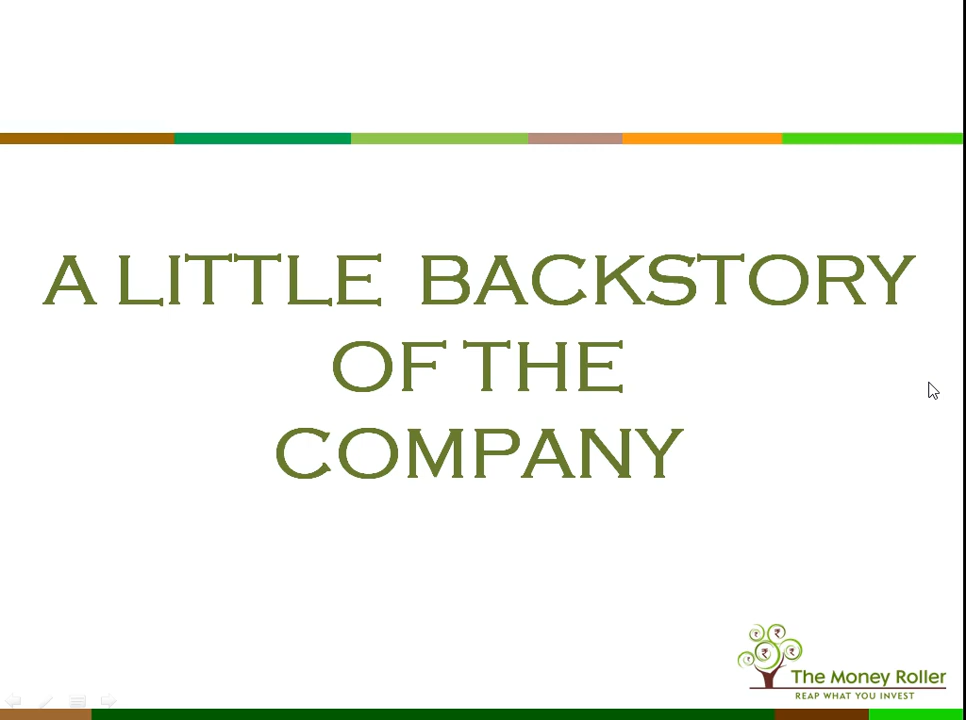 A LITTLE BACKSTORY
OF THE
COMPANY
The Money Roller
REAP WHAT YOU INVEST